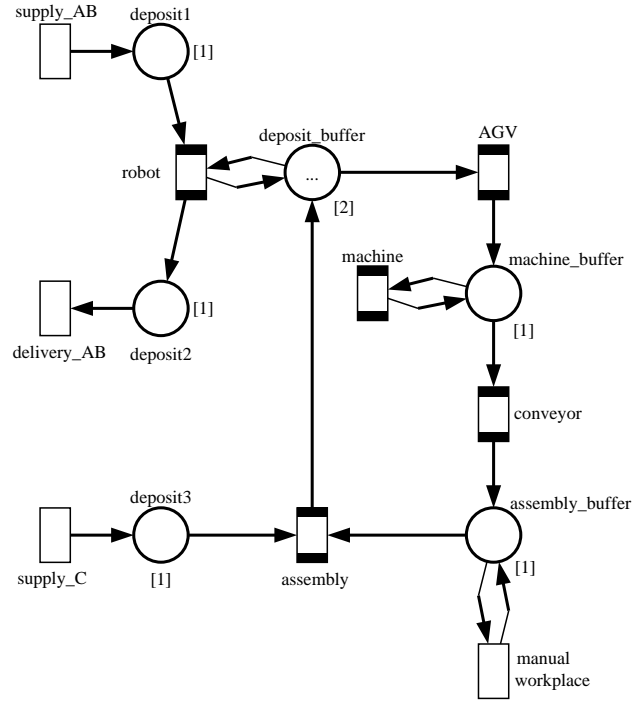 supply_AB
deposit1
[1]
deposit_buffer
AGV
robot
...
[2]
machine
machine_buffer
[1]
[1]
delivery_AB
deposit2
conveyor
deposit3
assembly_buffer
[1]
supply_C
[1]
assembly
manual
workplace